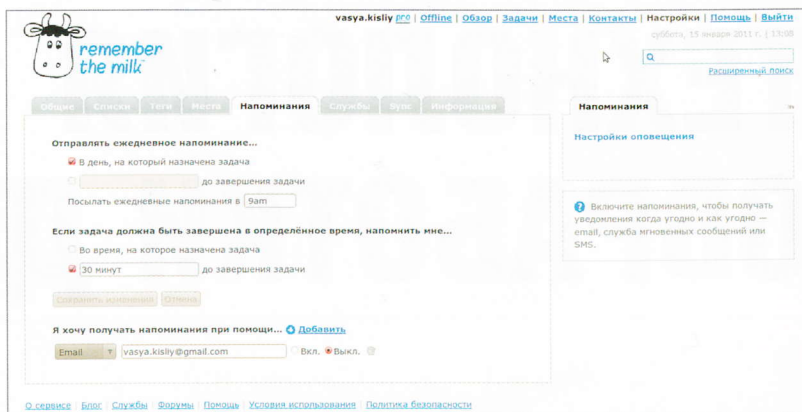 vasya.kisliy pro | Offline | Обзор | Задачи | Места | Контакты | Настройки | Помощь | Выйти
суббота, 15 января 2011 г. | 13:08
remember
the milk
Расширенный поиск
Общие Списки Теги Места Напоминания Службы Sync Информация
Напоминания
Отправлять ежедневное напоминание...
В день, на который назначена задача
до завершения задачи
Посылать ежедневные напоминания в 9am
Если задача должна быть завершена в определённое время, напомнить мне...
Во время, на которое назначена задача
30 минут до завершения задачи
Сохранить изменения Отмена
Я хочу получать напоминания при помощи... Добавить
Email vasya.kisliy@gmail.com Вкл. Выкл.
Настройки оповещения
Включите напоминания, чтобы получать
уведомления когда угодно и как угодно —
email, служба мгновенных сообщений или
SMS.
О сервисе | Блог | Службы | Форумы | Помощь | Условия использования | Политика безопасности